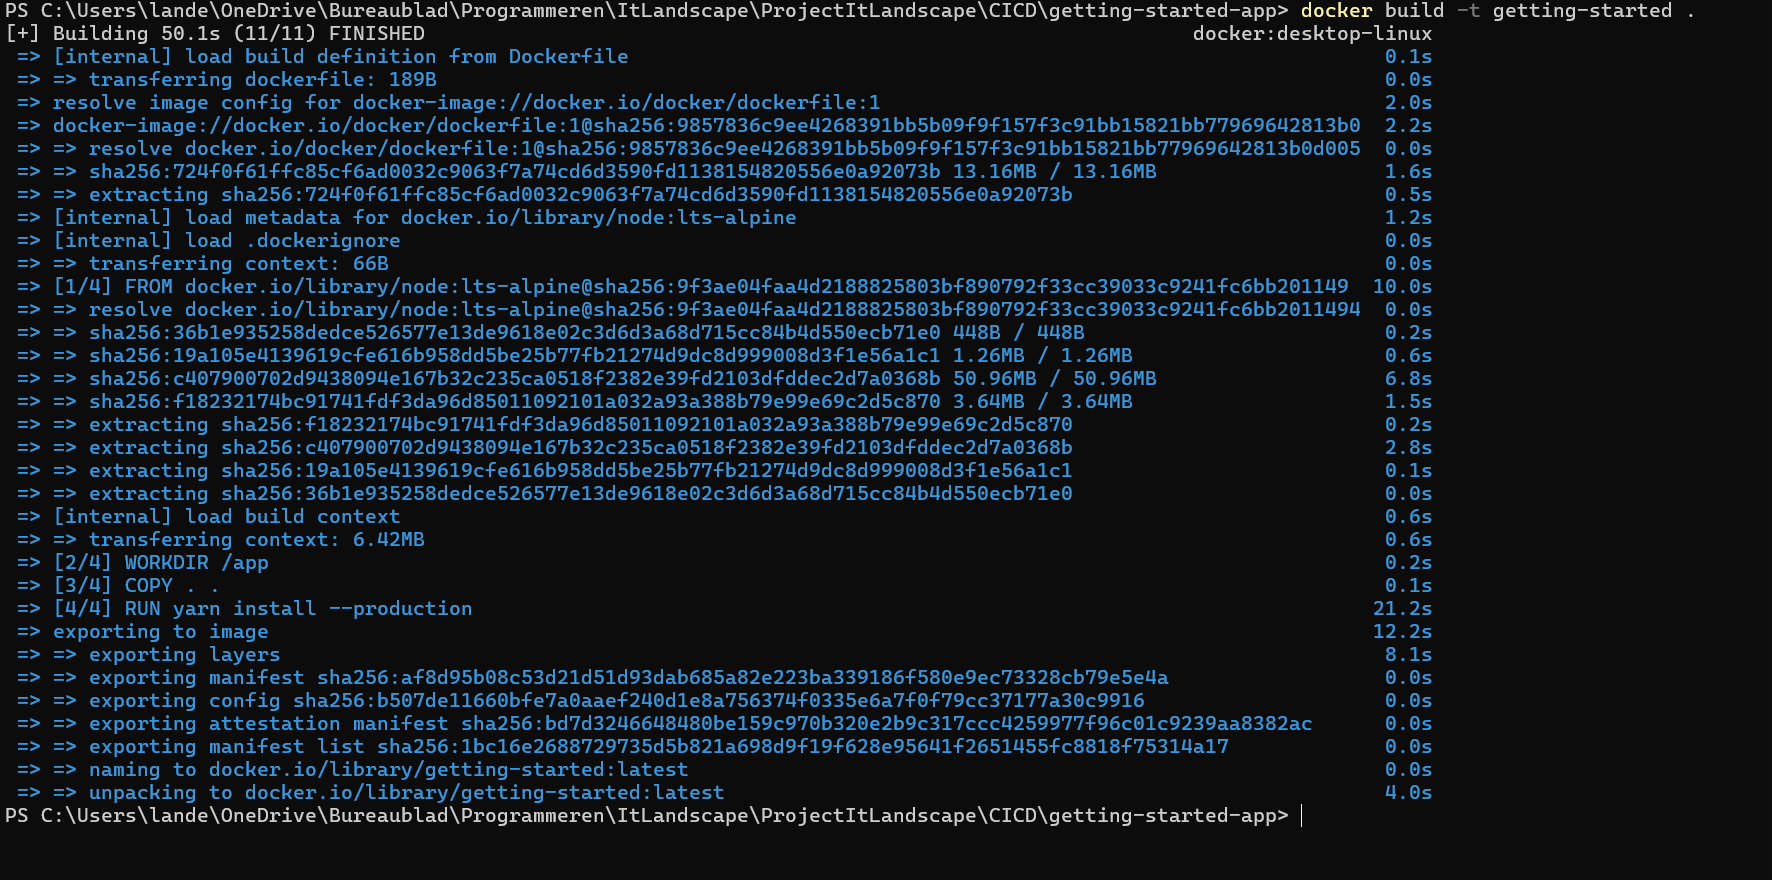 PS C:\Users\lande\OneDrive\Bureaublad\Programmeren\ItLandscape\ProjectItLandscape\CICD\getting-started-app> docker build -t getting-started .
[+] Building 50.1s (11/11) FINISHED docker:desktop-linux
=> [internal] load build definition from Dockerfile 0.1s
=> => transferring dockerfile: 189B 0.0s
=> resolve image config for docker-image://docker.io/docker/dockerfile:1 2.0s
=> docker-image://docker.io/docker/dockerfile:1@sha256:9857836c9ee4268391bb5b09f9f157f3c91bb15821bb77969642813b0 2.2s
=> => resolve docker.io/docker/dockerfile:1@sha256:9857836c9ee4268391bb5b09f9f157f3c91bb15821bb77969642813b0d005 0.0s
=> => sha256:724f0f61ffc85cf6ad0032c9063f7a74cd6d3590fd1138154820556e0a92073b 13.16MB / 13.16MB 1.6s
=> => extracting sha256:724f0f61ffc85cf6ad0032c9063f7a74cd6d3590fd1138154820556e0a92073b 0.5s
=> [internal] load metadata for docker.io/library/node:lts-alpine 1.2s
=> [internal] load .dockerignore 0.0s
=> => transferring context: 66B 0.0s
=> [1/4] FROM docker.io/library/node:lts-alpine@sha256:9f3ae04faa4d2188825803bf890792f33cc39033c9241fc6bb201149 10.0s
=> => resolve docker.io/library/node:lts-alpine@sha256:9f3ae04faa4d2188825803bf890792f33cc39033c9241fc6bb2011494 0.0s
=> => sha256:36b1e935258dedce526577e13de9618e02c3d6d3a68d715cc84b4d550ecb71e0 448B / 448B 0.2s
=> => sha256:19a105e4139619cfe616b958dd5be25b77fb21274d9dc8d999008d3f1e56a1c1 1.26MB / 1.26MB 0.6s
=> => sha256:c407900702d9438094e167b32c235ca0518f2382e39fd2103dfddec2d7a0368b 50.96MB / 50.96MB 6.8s
=> => sha256:f18232174bc91741fdf3da96d85011092101a032a93a388b79e99e69c2d5c870 3.64MB / 3.64MB 1.5s
=> => extracting sha256:f18232174bc91741fdf3da96d85011092101a032a93a388b79e99e69c2d5c870 0.2s
=> => extracting sha256:c407900702d9438094e167b32c235ca0518f2382e39fd2103dfddec2d7a0368b 2.8s
=> => extracting sha256:19a105e4139619cfe616b958dd5be25b77fb21274d9dc8d999008d3f1e56a1c1 0.1s
=> => extracting sha256:36b1e935258dedce526577e13de9618e02c3d6d3a68d715cc84b4d550ecb71e0 0.0s
=> [internal] load build context 0.6s
=> => transferring context: 6.42MB 0.6s
=> [2/4] WORKDIR /app 0.2s
=> [3/4] COPY . . 0.1s
=> [4/4] RUN yarn install --production 21.2s
=> exporting to image 12.2s
=> => exporting layers 8.1s
=> => exporting manifest sha256:af8d95b08c53d21d51d93dab685a82e223ba339186f580e9ec73328cb79e5e4a 0.0s
=> => exporting config sha256:b507de11660bfe7a0aaef240d1e8a756374f0335e6a7f0f79cc37177a30c9916 0.0s
=> => exporting attestation manifest sha256:bd7d3246648480be159c970b320e2b9c317ccc4259977f96c01c9239aa8382ac 0.0s
=> => exporting manifest list sha256:1bc16e2688729735d5b821a698d9f19f628e95641f2651455fc8818f75314a17 0.0s
=> => naming to docker.io/library/getting-started:latest 0.0s
=> => unpacking to docker.io/library/getting-started:latest 4.0s
PS C:\Users\lande\OneDrive\Bureaublad\Programmeren\ItLandscape\ProjectItLandscape\CICD\getting-started-app>